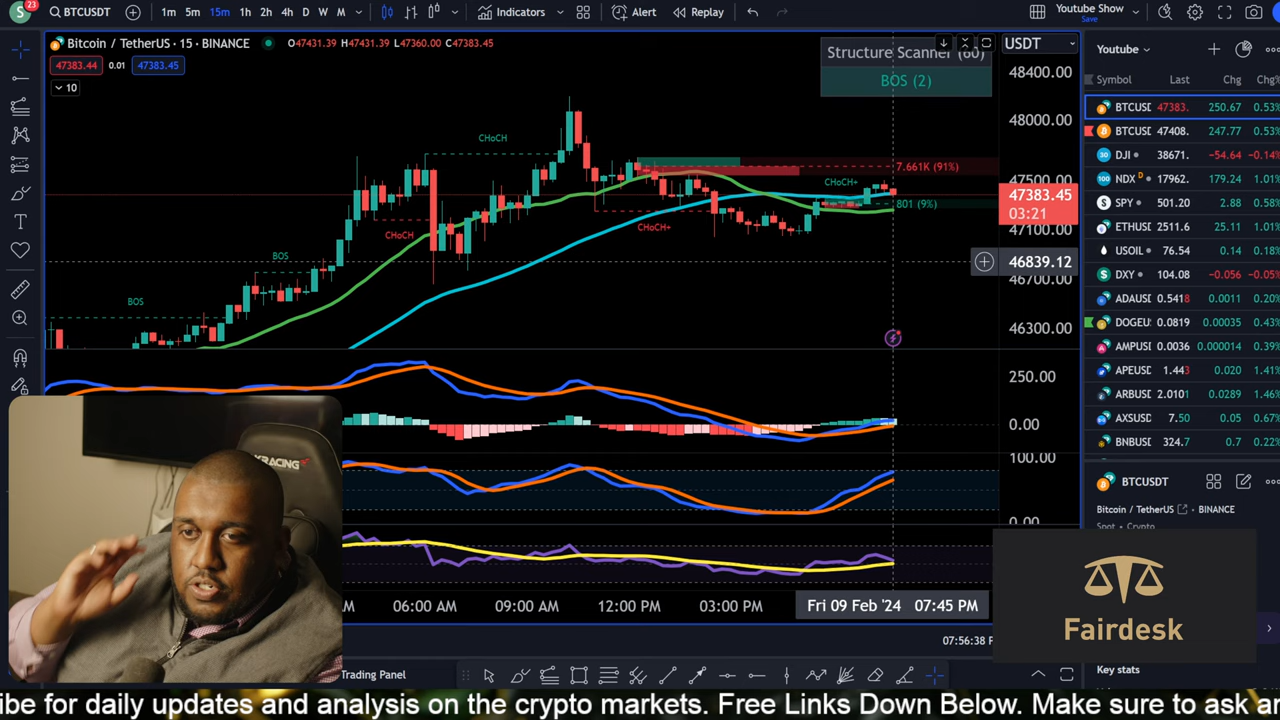 S 23 BTCUSDT 1m 5m 15m 1h 2h 4h D W M Indicators Alert Replay Youtube Show
Save
Bitcoin / TetherUS · 15 · BINANCE O47431.39 H47431.39 L47360.00 C47383.45
47383.44 0.01 47383.45
10
Structure Scanner (60)
BOS (2)
USDT
48400.00
48000.00
47500.00
47383.45
03:21
47100.00
46839.12
46700.00
46300.00
250.00
0.00
100.00
0.00
CHoCH
7.661K (91%)
CHoCH+
801 (9%)
CHoCH
CHoCH+
BOS
BOS
06:00 AM 09:00 AM 12:00 PM 03:00 PM Fri 09 Feb '24 07:45 PM
07:56:38
Trading Panel
Youtube
Symbol Last Chg Chg%
BTCUSD 47383. 250.67 0.53%
BTCUSD 47408. 247.77 0.53%
DJI 38671. -54.64 -0.14%
NDX D 17962. 179.24 1.01%
SPY 501.20 2.88 0.58%
ETHUSD 2511.6 25.11 1.01%
USOIL 76.54 0.14 0.18%
DXY 104.08 -0.056 -0.05%
ADAUSD 0.5418 0.0011 0.20%
DOGEU 0.0819 0.00035 0.43%
AMPUSD 0.0036 0.000014 0.39%
APEUSD 1.443 0.020 1.41%
ARBUSD 2.0101 0.0289 1.46%
AXSUSD 7.50 0.05 0.67%
BNBUSD 324.7 0.7 0.22%
BTCUSDT
Bitcoin / TetherUS BINANCE
Spot Crypto
Fairdesk
Key stats
XRACING
be for daily updates and analysis on the crypto markets. Free Links Down Below. Make sure to ask